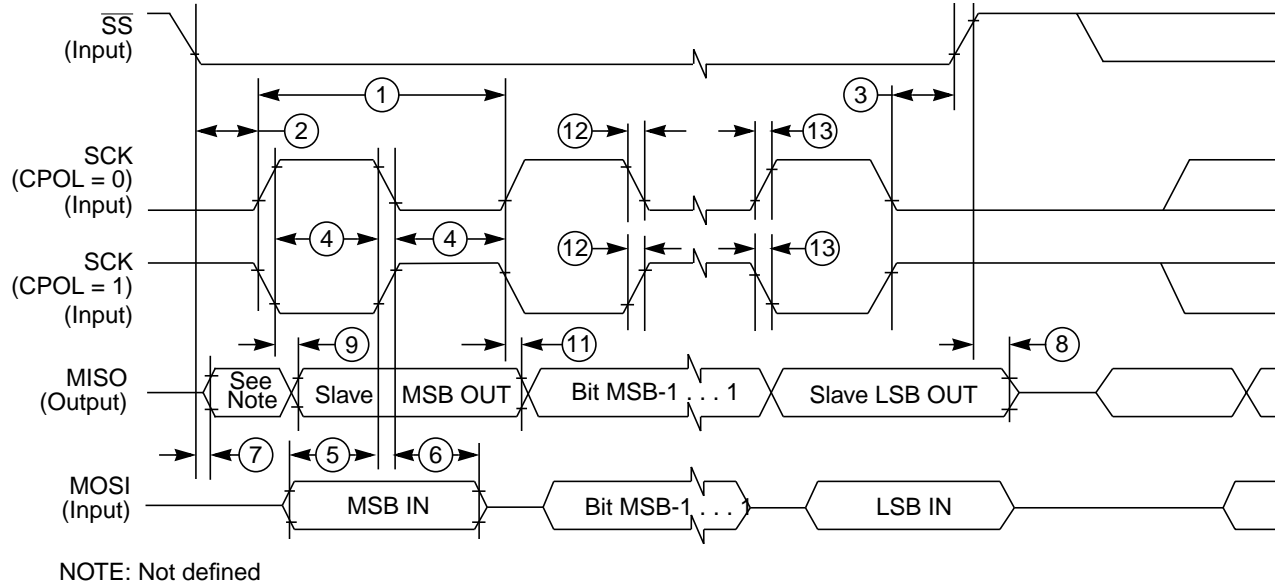 SS
(Input)
1
3
2
12
13
SCK
(CPOL = 0)
(Input)
4
4
SCK
(CPOL = 1)
(Input)
12
13
9
11
8
MISO
(Output)
See
Note
Slave
MSB OUT
Bit MSB-1 . . . 1
Slave LSB OUT
7
5
6
MOSI
(Input)
MSB IN
Bit MSB-1 . . . 1
LSB IN
NOTE: Not defined